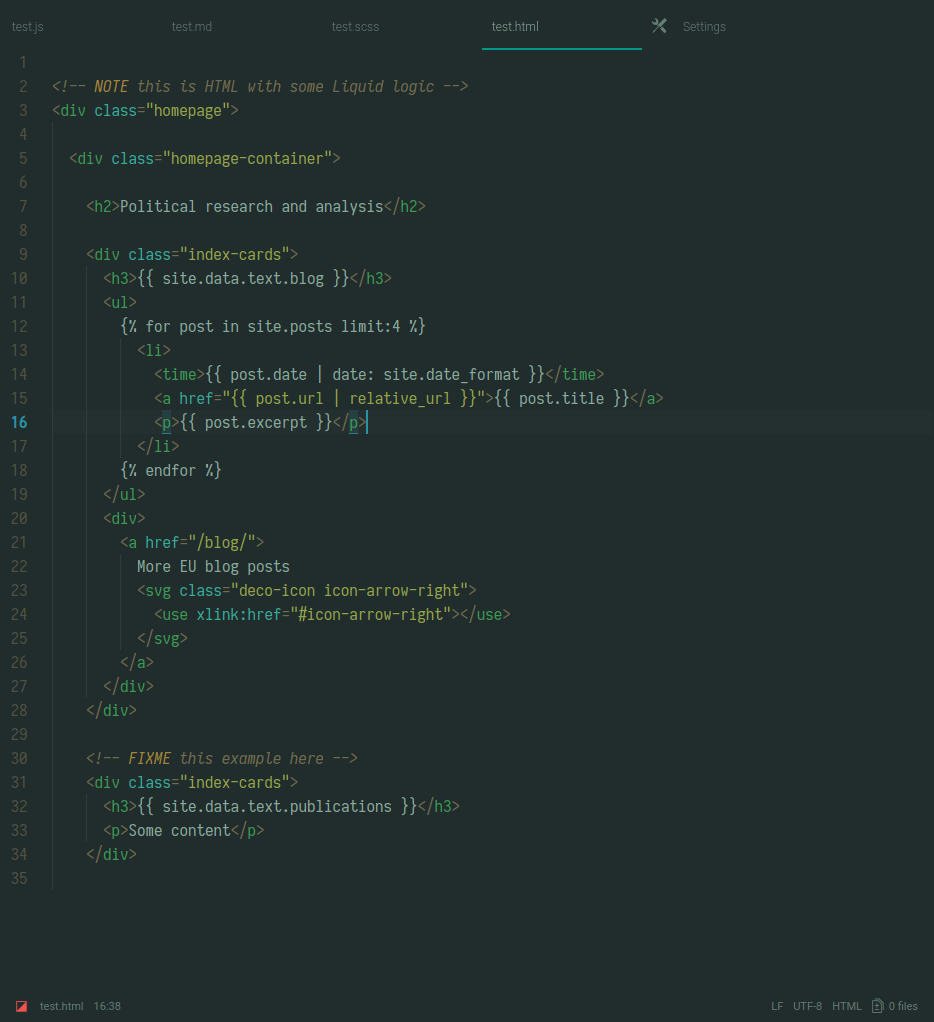 test.js test.md test.scss test.html Settings
1
2 <!-- NOTE this is HTML with some Liquid logic -->
3 <div class="homepage">
4
5 <div class="homepage-container">
6
7 <h2>Political research and analysis</h2>
8
9 <div class="index-cards">
10 <h3>{{ site.data.text.blog }}</h3>
11 <ul>
12 {% for post in site.posts limit:4 %}
13 <li>
14 <time>{{ post.date | date: site.date_format }}</time>
15 <a href="{{ post.url | relative_url }}">{{ post.title }}</a>
16 <p>{{ post.excerpt }}</p>
17 </li>
18 {% endfor %}
19 </ul>
20 <div>
21 <a href="/blog/">
22 More EU blog posts
23 <svg class="deco-icon icon-arrow-right">
24 <use xlink:href="#icon-arrow-right"></use>
25 </svg>
26 </a>
27 </div>
28 </div>
29
30 <!-- FIXME this example here -->
31 <div class="index-cards">
32 <h3>{{ site.data.text.publications }}</h3>
33 <p>Some content</p>
34 </div>
35
test.html 16:38 LF UTF-8 HTML 0 files